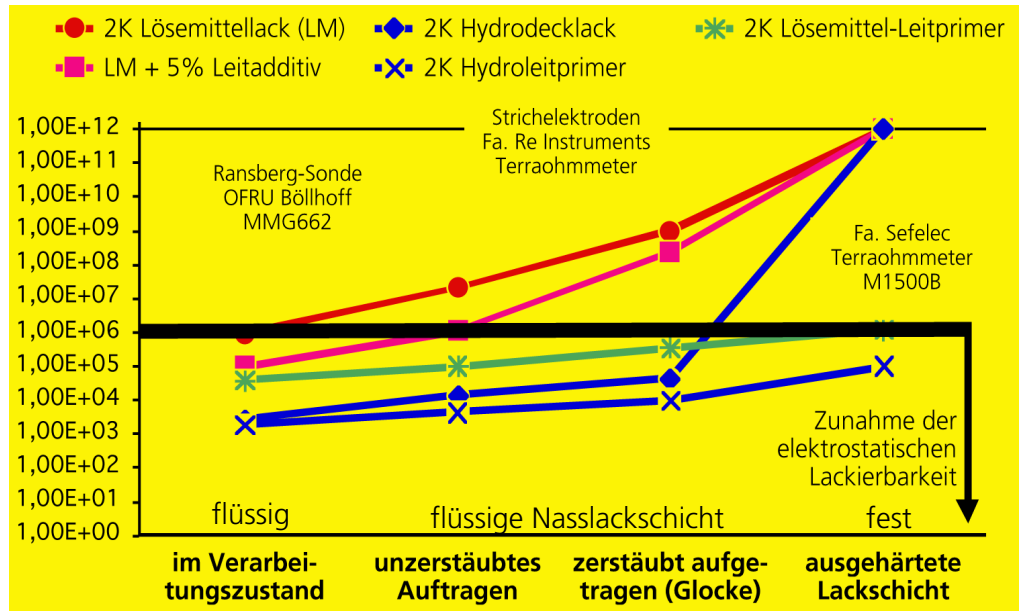 2K Lösemittellack (LM)
2K Hydrodecklack
2K Lösemittel-Leitprimer
LM + 5% Leitadditiv
2K Hydroleitprimer
1,00E+12
1,00E+11
1,00E+10
1,00E+09
1,00E+08
1,00E+07
1,00E+06
1,00E+05
1,00E+04
1,00E+03
1,00E+02
1,00E+01
1,00E+00
Ransberg-Sonde
OFRU Böllhoff
MMG662
Strichelektroden
Fa. Re Instruments
Terraohmmeter
Fa. Sefelec
Terraohmmeter
M1500B
Zunahme der
elektrostatischen
Lackierbarkeit
flüssig
flüssige Nasslackschicht
fest
im Verarbei-
tungszustand
unzerstäubtes
Auftragen
zerstäubt aufge-
tragen (Glocke)
ausgehärtete
Lackschicht